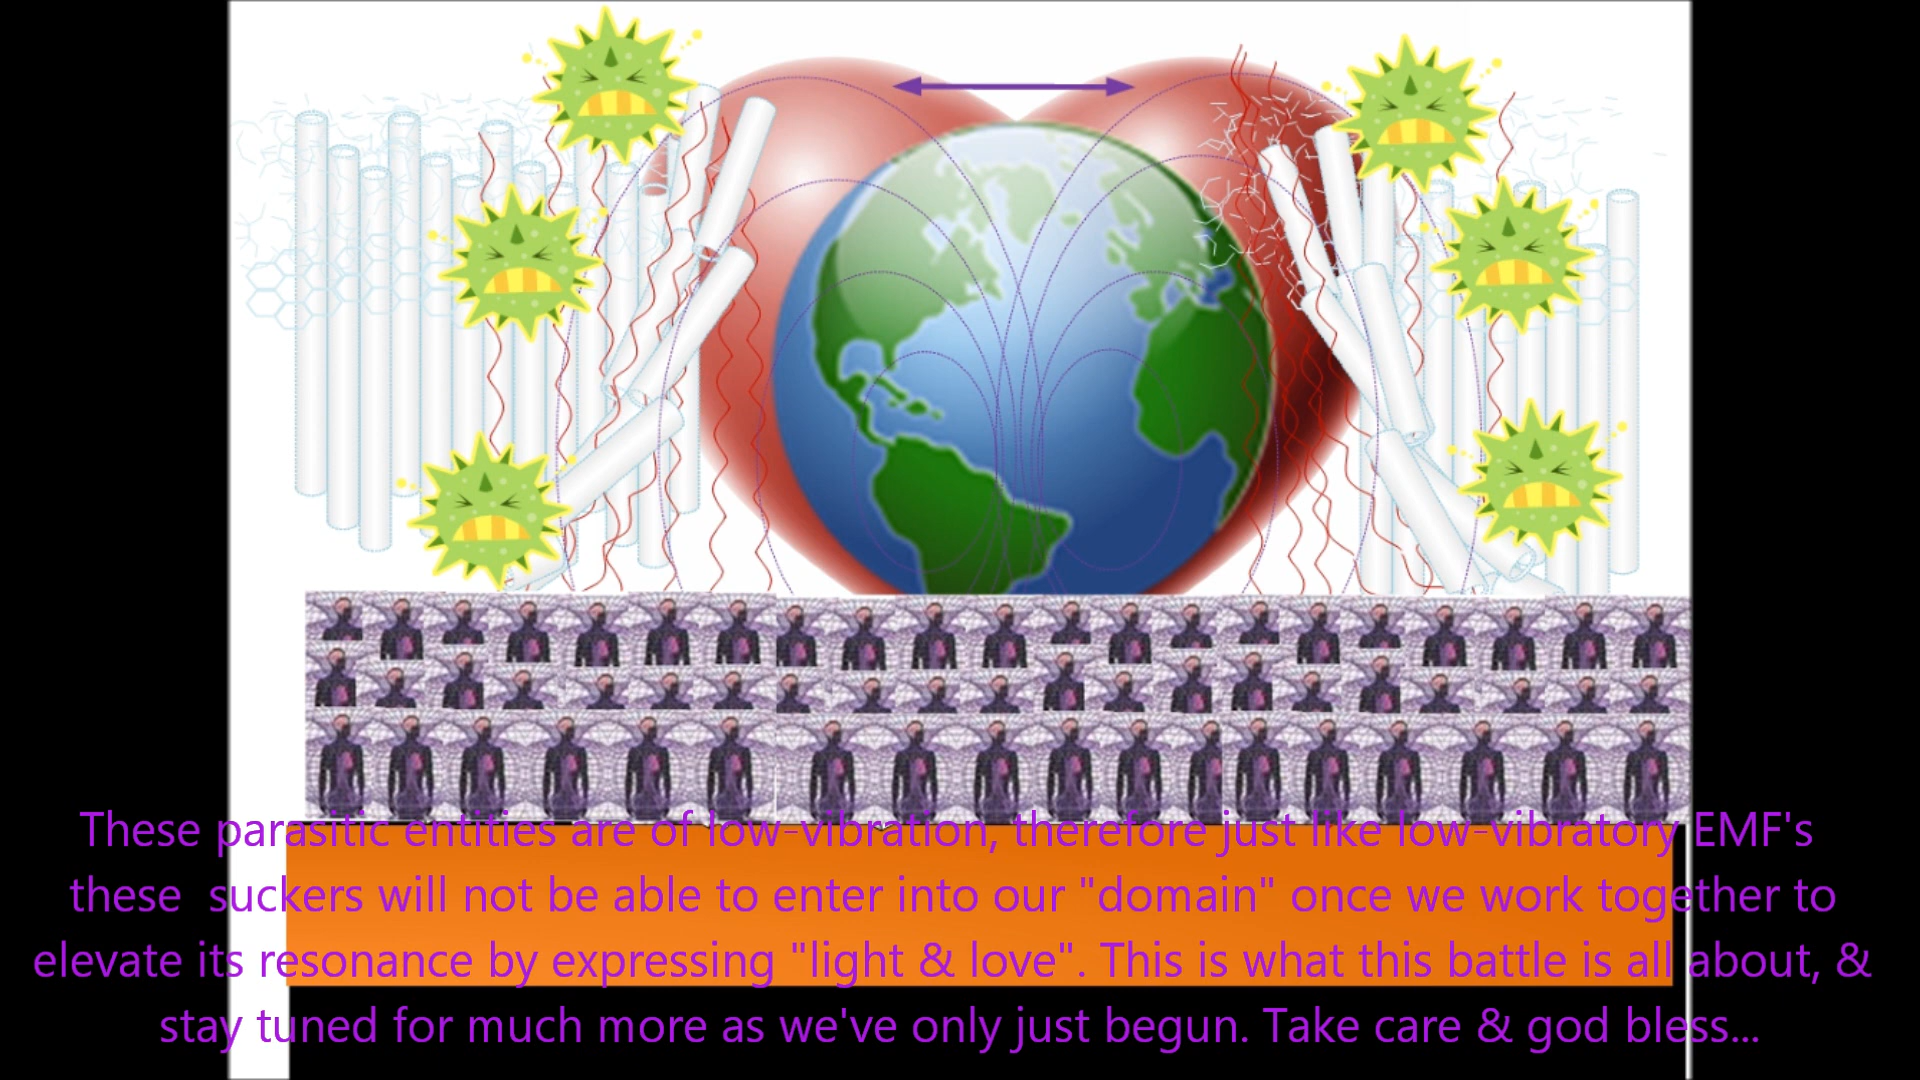 These parasitic entities are of low-vibration, therefore just like low-vibratory EMF's
these  suckers will not be able to enter into our "domain" once we work together to
elevate its resonance by expressing "light & love". This is what this battle is all about, &
stay tuned for much more as we've only just begun. Take care & god bless...